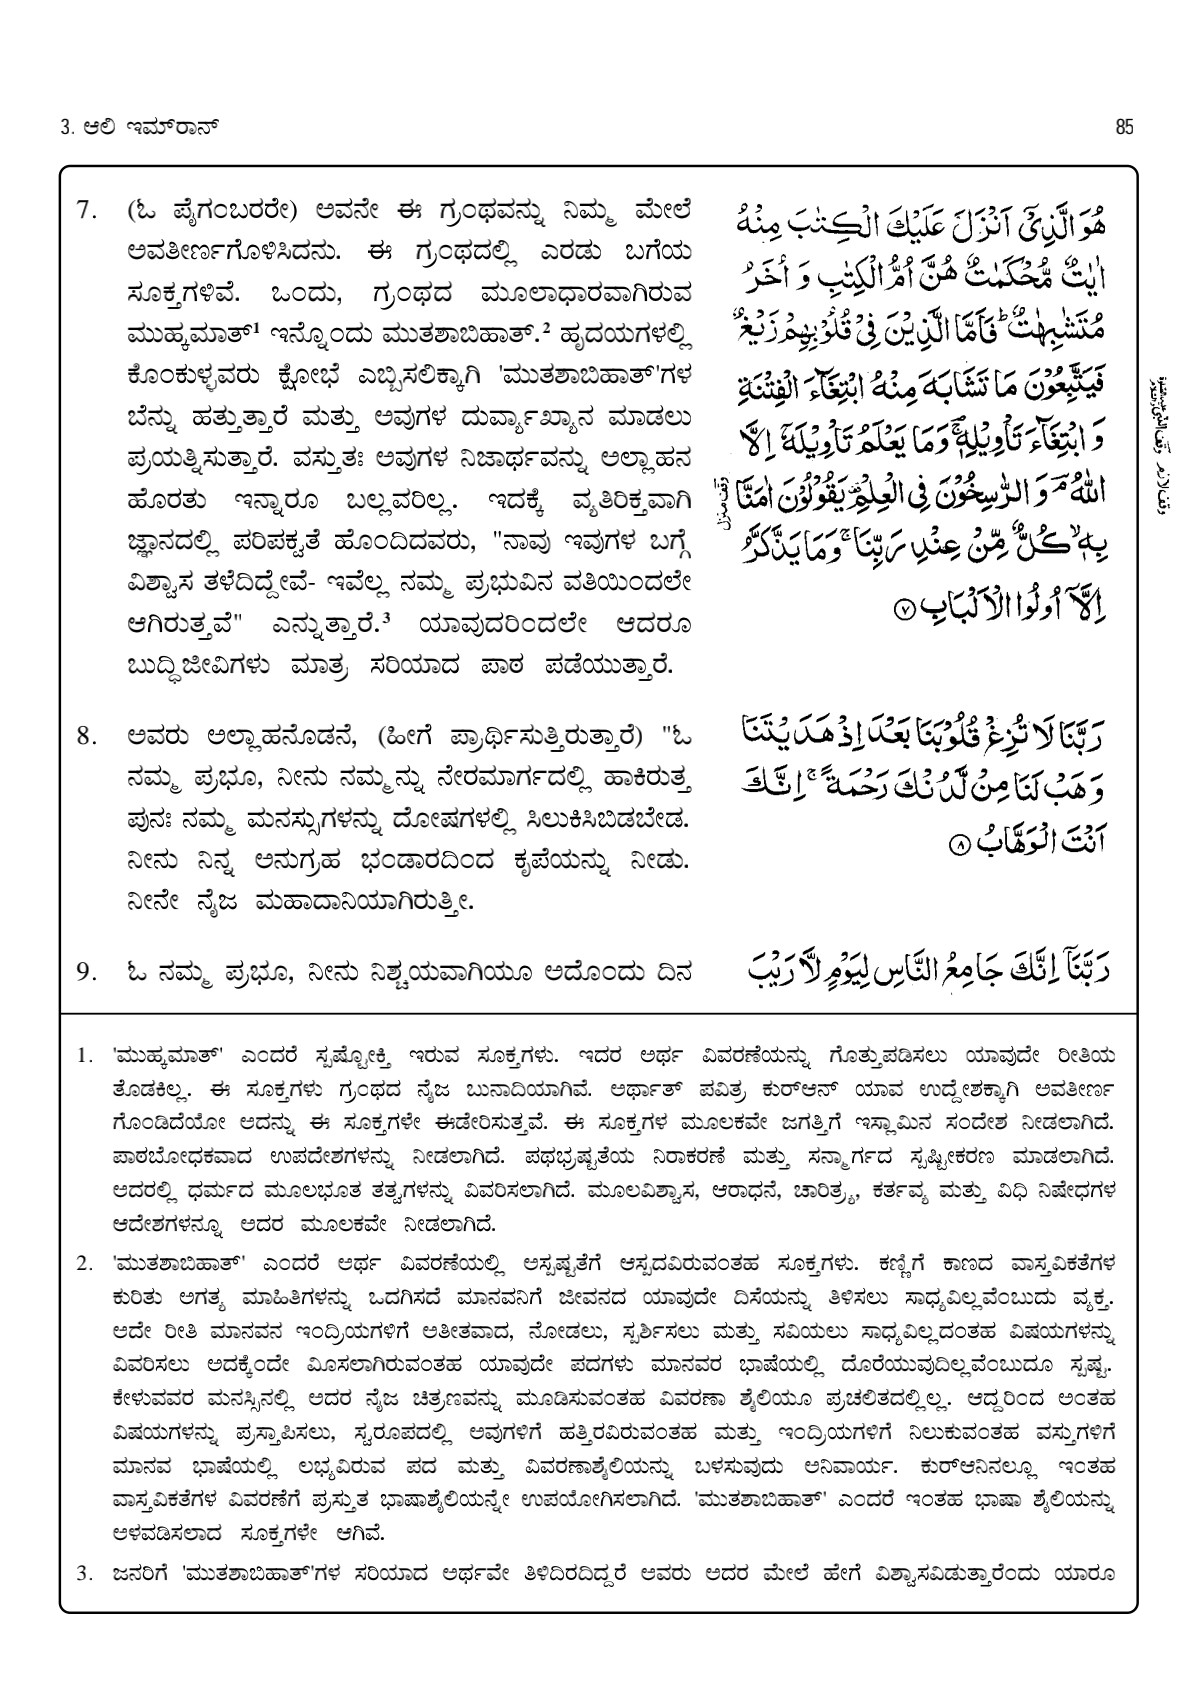 3. ಆಲಿ ಇಮ್‌ರಾನ್
85
7. (ಓ ಪೈಗಂಬರರೇ) ಅವನೇ ಈ ಗ್ರಂಥವನ್ನು ನಿಮ್ಮ ಮೇಲೆ
ಅವತೀರ್ಣಗೊಳಿಸಿದನು. ಈ ಗ್ರಂಥದಲ್ಲಿ ಎರಡು ಬಗೆಯ
ಸೂಕ್ತಗಳಿವೆ. ಒಂದು, ಗ್ರಂಥದ ಮೂಲಾಧಾರವಾಗಿರುವ
ಮುಹ್ಕಮಾತ್¹ ಇನ್ನೊಂದು ಮುತಶಾಬಿಹಾತ್.² ಹೃದಯಗಳಲ್ಲಿ
ಕೊಂಕುಳ್ಳವರು ಕ್ಷೋಭೆ ಎಬ್ಬಿಸಲಿಕ್ಕಾಗಿ 'ಮುತಶಾಬಿಹಾತ್'ಗಳ
ಬೆನ್ನು ಹತ್ತುತ್ತಾರೆ ಮತ್ತು ಅವುಗಳ ದುರ್ವ್ಯಾಖ್ಯಾನ ಮಾಡಲು
ಪ್ರಯತ್ನಿಸುತ್ತಾರೆ. ವಸ್ತುತಃ ಅವುಗಳ ನಿಜಾರ್ಥವನ್ನು ಅಲ್ಲಾಹನ
ಹೊರತು ಇನ್ನಾರೂ ಬಲ್ಲವರಿಲ್ಲ. ಇದಕ್ಕೆ ವ್ಯತಿರಿಕ್ತವಾಗಿ
ಜ್ಞಾನದಲ್ಲಿ ಪರಿಪಕ್ವತೆ ಹೊಂದಿದವರು, "ನಾವು ಇವುಗಳ ಬಗ್ಗೆ
ವಿಶ್ವಾಸ ತಳೆದಿದ್ದೇವೆ- ಇವೆಲ್ಲ ನಮ್ಮ ಪ್ರಭುವಿನ ವತಿಯಿಂದಲೇ
ಆಗಿರುತ್ತವೆ" ಎನ್ನುತ್ತಾರೆ.³ ಯಾವುದರಿಂದಲೇ ಆದರೂ
ಬುದ್ಧಿಜೀವಿಗಳು ಮಾತ್ರ ಸರಿಯಾದ ಪಾಠ ಪಡೆಯುತ್ತಾರೆ.
هُوَ الَّذِيْٓ اَنْزَلَ عَلَيْكَ الْكِتٰبَ مِنْهُ
اٰيٰتٌ مُّحْكَمٰتٌ هُنَّ اُمُّ الْكِتٰبِ وَ اُخَرُ
مُتَشٰبِهٰتٌ ؕ فَاَمَّا الَّذِيْنَ فِيْ قُلُوْبِهِمْ زَيْغٌ
فَيَتَّبِعُوْنَ مَا تَشَابَهَ مِنْهُ ابْتِغَآءَ الْفِتْنَةِ
وَ ابْتِغَآءَ تَاْوِيْلِهٖ ۚ وَمَا يَعْلَمُ تَاْوِيْلَهٗۤ اِلَّا
اللّٰهُ ۘ وَ الرّٰسِخُوْنَ فِي الْعِلْمِ يَقُوْلُوْنَ اٰمَنَّا
بِهٖ ۙ كُلٌّ مِّنْ عِنْدِ رَبِّنَا ۚ وَمَا يَذَّكَّرُ
اِلَّاۤ اُولُوا الْاَلْبَابِ ۷
وقف منزل
وقف لازم
8. ಅವರು ಅಲ್ಲಾಹನೊಡನೆ, (ಹೀಗೆ ಪ್ರಾರ್ಥಿಸುತ್ತಿರುತ್ತಾರೆ) "ಓ
ನಮ್ಮ ಪ್ರಭೂ, ನೀನು ನಮ್ಮನ್ನು ನೇರಮಾರ್ಗದಲ್ಲಿ ಹಾಕಿರುತ್ತ
ಪುನಃ ನಮ್ಮ ಮನಸ್ಸುಗಳನ್ನು ದೋಷಗಳಲ್ಲಿ ಸಿಲುಕಿಸಿಬಿಡಬೇಡ.
ನೀನು ನಿನ್ನ ಅನುಗ್ರಹ ಭಂಡಾರದಿಂದ ಕೃಪೆಯನ್ನು ನೀಡು.
ನೀನೇ ನೈಜ ಮಹಾದಾನಿಯಾಗಿರುತ್ತೀ.
رَبَّنَا لَا تُزِغْ قُلُوْبَنَا بَعْدَ اِذْ هَدَيْتَنَا
وَ هَبْ لَنَا مِنْ لَّدُنْكَ رَحْمَةً ۚ اِنَّكَ
اَنْتَ الْوَهَّابُ ۸
9. ಓ ನಮ್ಮ ಪ್ರಭೂ, ನೀನು ನಿಶ್ಚಯವಾಗಿಯೂ ಅದೊಂದು ದಿನ
رَبَّنَاۤ اِنَّكَ جَامِعُ النَّاسِ لِيَوْمٍ لَّا رَيْبَ
1. 'ಮುಹ್ಕಮಾತ್' ಎಂದರೆ ಸ್ಪಷ್ಟೋಕ್ತಿ ಇರುವ ಸೂಕ್ತಗಳು. ಇದರ ಅರ್ಥ ವಿವರಣೆಯನ್ನು ಗೊತ್ತುಪಡಿಸಲು ಯಾವುದೇ ರೀತಿಯ
ತೊಡಕಿಲ್ಲ. ಈ ಸೂಕ್ತಗಳು ಗ್ರಂಥದ ನೈಜ ಬುನಾದಿಯಾಗಿವೆ. ಅರ್ಥಾತ್ ಪವಿತ್ರ ಕುರ್‌ಆನ್ ಯಾವ ಉದ್ದೇಶಕ್ಕಾಗಿ ಅವತೀರ್ಣ
ಗೊಂಡಿದೆಯೋ ಅದನ್ನು ಈ ಸೂಕ್ತಗಳೇ ಈಡೇರಿಸುತ್ತವೆ. ಈ ಸೂಕ್ತಗಳ ಮೂಲಕವೇ ಜಗತ್ತಿಗೆ ಇಸ್ಲಾಮಿನ ಸಂದೇಶ ನೀಡಲಾಗಿದೆ.
ಪಾಠಬೋಧಕವಾದ ಉಪದೇಶಗಳನ್ನು ನೀಡಲಾಗಿದೆ. ಪಥಭ್ರಷ್ಟತೆಯ ನಿರಾಕರಣೆ ಮತ್ತು ಸನ್ಮಾರ್ಗದ ಸ್ಪಷ್ಟೀಕರಣ ಮಾಡಲಾಗಿದೆ.
ಅದರಲ್ಲಿ ಧರ್ಮದ ಮೂಲಭೂತ ತತ್ವಗಳನ್ನು ವಿವರಿಸಲಾಗಿದೆ. ಮೂಲವಿಶ್ವಾಸ, ಆರಾಧನೆ, ಚಾರಿತ್ರ್ಯ, ಕರ್ತವ್ಯ ಮತ್ತು ವಿಧಿ ನಿಷೇಧಗಳ
ಆದೇಶಗಳನ್ನೂ ಅದರ ಮೂಲಕವೇ ನೀಡಲಾಗಿದೆ.
2. 'ಮುತಶಾಬಿಹಾತ್' ಎಂದರೆ ಅರ್ಥ ವಿವರಣೆಯಲ್ಲಿ ಅಸ್ಪಷ್ಟತೆಗೆ ಆಸ್ಪದವಿರುವಂತಹ ಸೂಕ್ತಗಳು. ಕಣ್ಣಿಗೆ ಕಾಣದ ವಾಸ್ತವಿಕತೆಗಳ
ಕುರಿತು ಅಗತ್ಯ ಮಾಹಿತಿಗಳನ್ನು ಒದಗಿಸದೆ ಮಾನವನಿಗೆ ಜೀವನದ ಯಾವುದೇ ದಿಸೆಯನ್ನು ತಿಳಿಸಲು ಸಾಧ್ಯವಿಲ್ಲವೆಂಬುದು ವ್ಯಕ್ತ.
ಅದೇ ರೀತಿ ಮಾನವನ ಇಂದ್ರಿಯಗಳಿಗೆ ಅತೀತವಾದ, ನೋಡಲು, ಸ್ಪರ್ಶಿಸಲು ಮತ್ತು ಸವಿಯಲು ಸಾಧ್ಯವಿಲ್ಲದಂತಹ ವಿಷಯಗಳನ್ನು
ವಿವರಿಸಲು ಅದಕ್ಕೆಂದೇ ಮೀಸಲಾಗಿರುವಂತಹ ಯಾವುದೇ ಪದಗಳು ಮಾನವರ ಭಾಷೆಯಲ್ಲಿ ದೊರೆಯುವುದಿಲ್ಲವೆಂಬುದೂ ಸ್ಪಷ್ಟ.
ಕೇಳುವವರ ಮನಸ್ಸಿನಲ್ಲಿ ಅದರ ನೈಜ ಚಿತ್ರಣವನ್ನು ಮೂಡಿಸುವಂತಹ ವಿವರಣಾ ಶೈಲಿಯೂ ಪ್ರಚಲಿತದಲ್ಲಿಲ್ಲ. ಆದ್ದರಿಂದ ಅಂತಹ
ವಿಷಯಗಳನ್ನು ಪ್ರಸ್ತಾಪಿಸಲು, ಸ್ವರೂಪದಲ್ಲಿ ಅವುಗಳಿಗೆ ಹತ್ತಿರವಿರುವಂತಹ ಮತ್ತು ಇಂದ್ರಿಯಗಳಿಗೆ ನಿಲುಕುವಂತಹ ವಸ್ತುಗಳಿಗೆ
ಮಾನವ ಭಾಷೆಯಲ್ಲಿ ಲಭ್ಯವಿರುವ ಪದ ಮತ್ತು ವಿವರಣಾಶೈಲಿಯನ್ನು ಬಳಸುವುದು ಅನಿವಾರ್ಯ. ಕುರ್‌ಆನಿನಲ್ಲೂ ಇಂತಹ
ವಾಸ್ತವಿಕತೆಗಳ ವಿವರಣೆಗೆ ಪ್ರಸ್ತುತ ಭಾಷಾಶೈಲಿಯನ್ನೇ ಉಪಯೋಗಿಸಲಾಗಿದೆ. 'ಮುತಶಾಬಿಹಾತ್' ಎಂದರೆ ಇಂತಹ ಭಾಷಾ ಶೈಲಿಯನ್ನು
ಅಳವಡಿಸಲಾದ ಸೂಕ್ತಗಳೇ ಆಗಿವೆ.
3. ಜನರಿಗೆ 'ಮುತಶಾಬಿಹಾತ್'ಗಳ ಸರಿಯಾದ ಅರ್ಥವೇ ತಿಳಿದಿರದಿದ್ದರೆ ಅವರು ಅದರ ಮೇಲೆ ಹೇಗೆ ವಿಶ್ವಾಸವಿಡುತ್ತಾರೆಂದು ಯಾರೂ